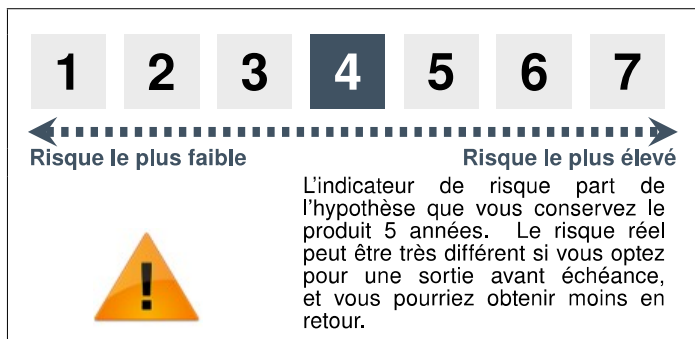 1 2 3 4 5 6 7
Risque le plus faible Risque le plus élevé
L'indicateur de risque part de
l'hypothèse que vous conservez le
produit 5 années. Le risque réel
peut être très différent si vous optez
pour une sortie avant échéance,
et vous pourriez obtenir moins en
retour.